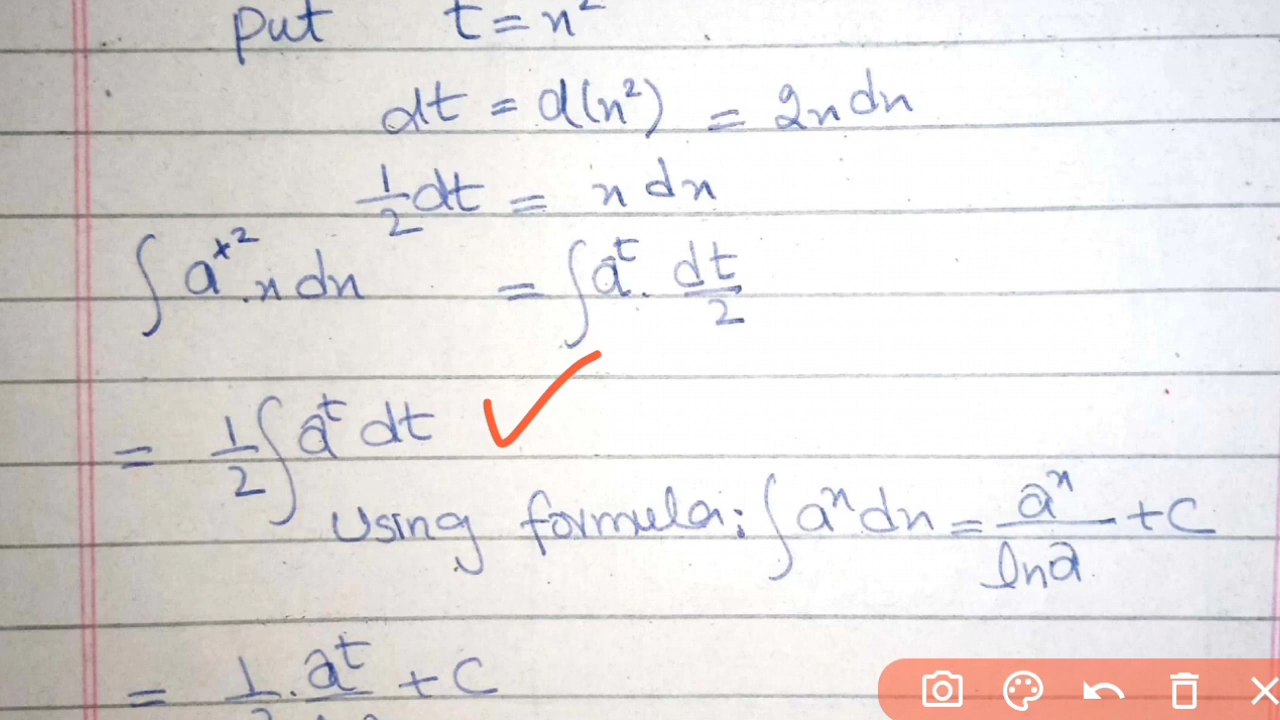 put t = x²
dt = d(x²) = 2x dx
½ dt = x dx
∫ a^x² . x dx = ∫ a^t . dt/2
= ½ ∫ a^t dt
Using formula: ∫ a^x dx = a^x/ln a + c
= 1 . a^t + c